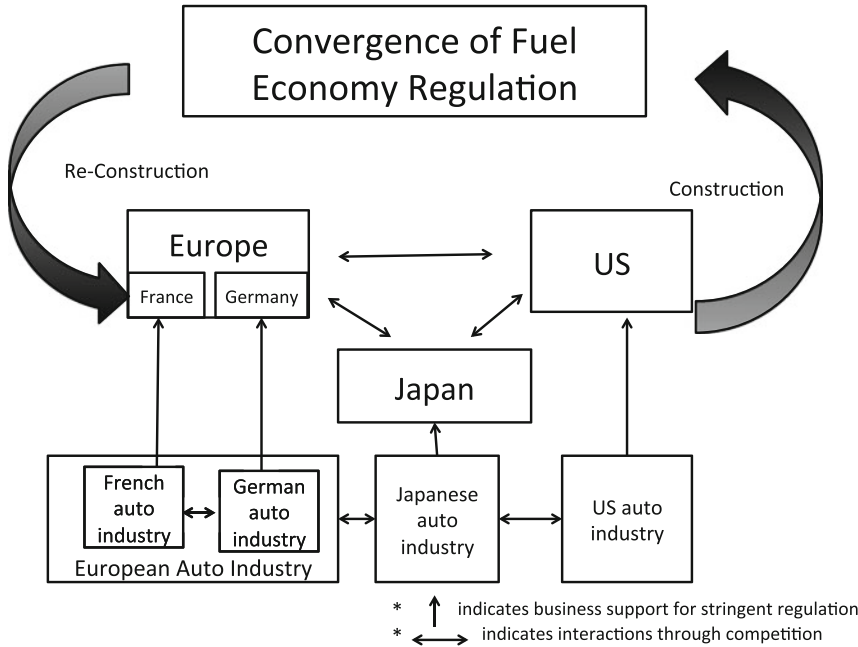 Convergence of Fuel
Economy Regulation
Re-Construction
Construction
Europe
France
Germany
US
Japan
French
auto
industry
German
auto
industry
European Auto Industry
Japanese
auto
industry
US auto
industry
* indicates business support for stringent regulation
* indicates interactions through competition